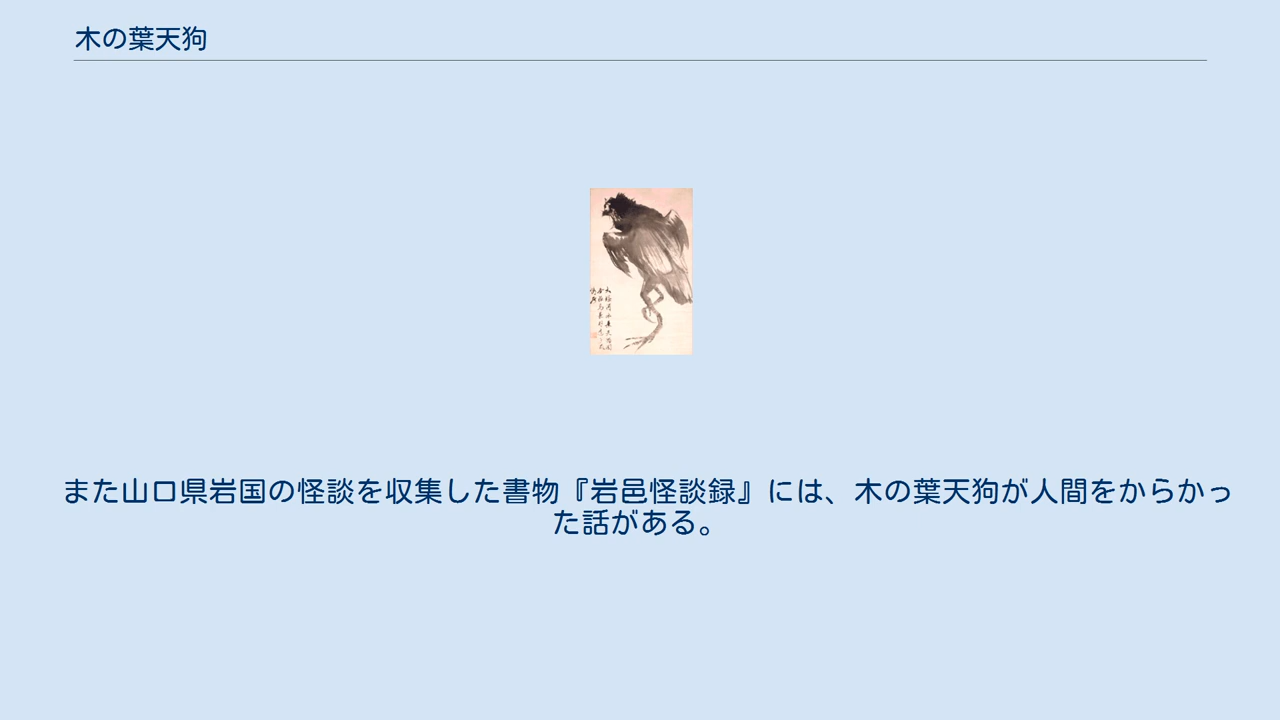 木の葉天狗
また山口県岩国の怪談を収集した書物『岩邑怪談録』には、木の葉天狗が人間をからかっ
た話がある。